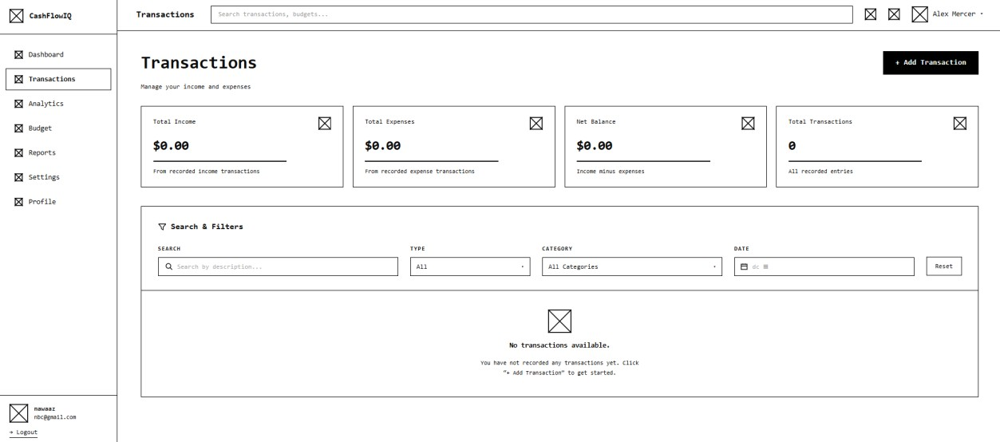 CashFlowIQ
Transactions
Search transactions, budgets...
Alex Mercer
Dashboard
Transactions
Analytics
Budget
Reports
Settings
Profile
nawaaz
nbc@gmail.com
→ Logout
Transactions
+ Add Transaction
Manage your income and expenses
Total Income
$0.00
From recorded income transactions
Total Expenses
$0.00
From recorded expense transactions
Net Balance
$0.00
Income minus expenses
Total Transactions
0
All recorded entries
Search & Filters
SEARCH
Search by description...
TYPE
All
CATEGORY
All Categories
DATE
dc
Reset
No transactions available.
You have not recorded any transactions yet. Click
"+ Add Transaction" to get started.